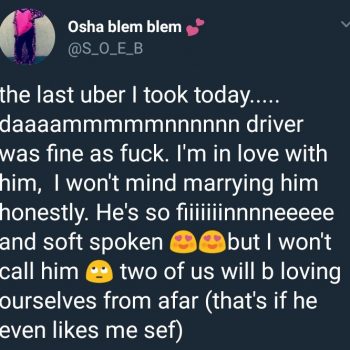 Osha blem blem 💕
@S_O_E_B
the last uber I took today.....
daaaammmmmnnnnnn driver
was fine as fuck. I'm in love with
him,  I won't mind marrying him
honestly. He's so fiiiiiinnnneeeee
and soft spoken 😍😍but I won't
call him 🙄 two of us will b loving
ourselves from afar (that's if he
even likes me sef)